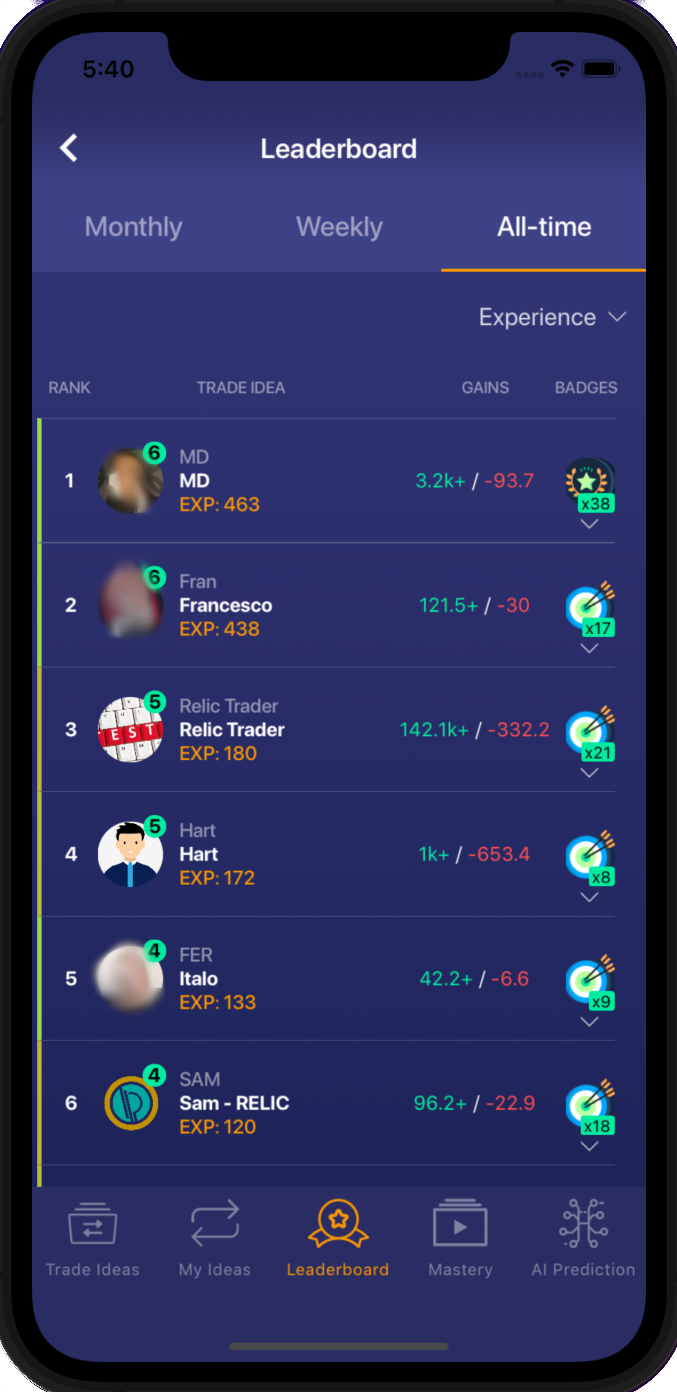 5:40
Leaderboard
Monthly Weekly All-time
Experience
RANK TRADE IDEA GAINS BADGES
6 MD
1 MD 3.2k+ / -93.7
EXP: 463 x38
6 Fran
2 Francesco 121.5+ / -30
EXP: 438 x17
5 Relic Trader
3 EST Relic Trader 142.1k+ / -332.2
EXP: 180 x21
5 Hart
4 Hart 1k+ / -653.4
EXP: 172 x8
4 FER
5 Italo 42.2+ / -6.6
EXP: 133 x9
4 SAM
6 Sam - RELIC 96.2+ / -22.9
EXP: 120 x18
Trade Ideas My Ideas Leaderboard Mastery AI Prediction